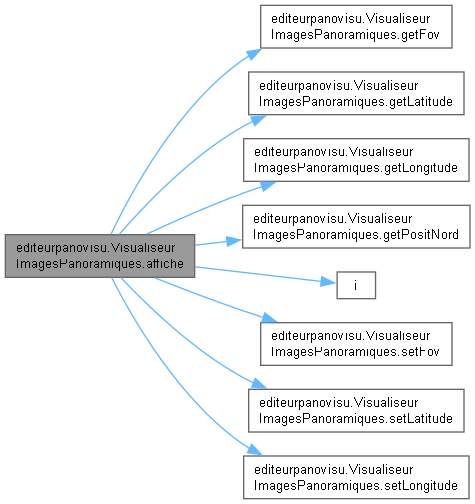 editeurpanovisu.Visualiseur
ImagesPanoramiques.affiche
editeurpanovisu.Visualiseur
ImagesPanoramiques.getFov
editeurpanovisu.Visualiseur
ImagesPanoramiques.getLatitude
editeurpanovisu.Visualiseur
ImagesPanoramiques.getLongitude
editeurpanovisu.Visualiseur
ImagesPanoramiques.getPositNord
i
editeurpanovisu.Visualiseur
ImagesPanoramiques.setFov
editeurpanovisu.Visualiseur
ImagesPanoramiques.setLatitude
editeurpanovisu.Visualiseur
ImagesPanoramiques.setLongitude